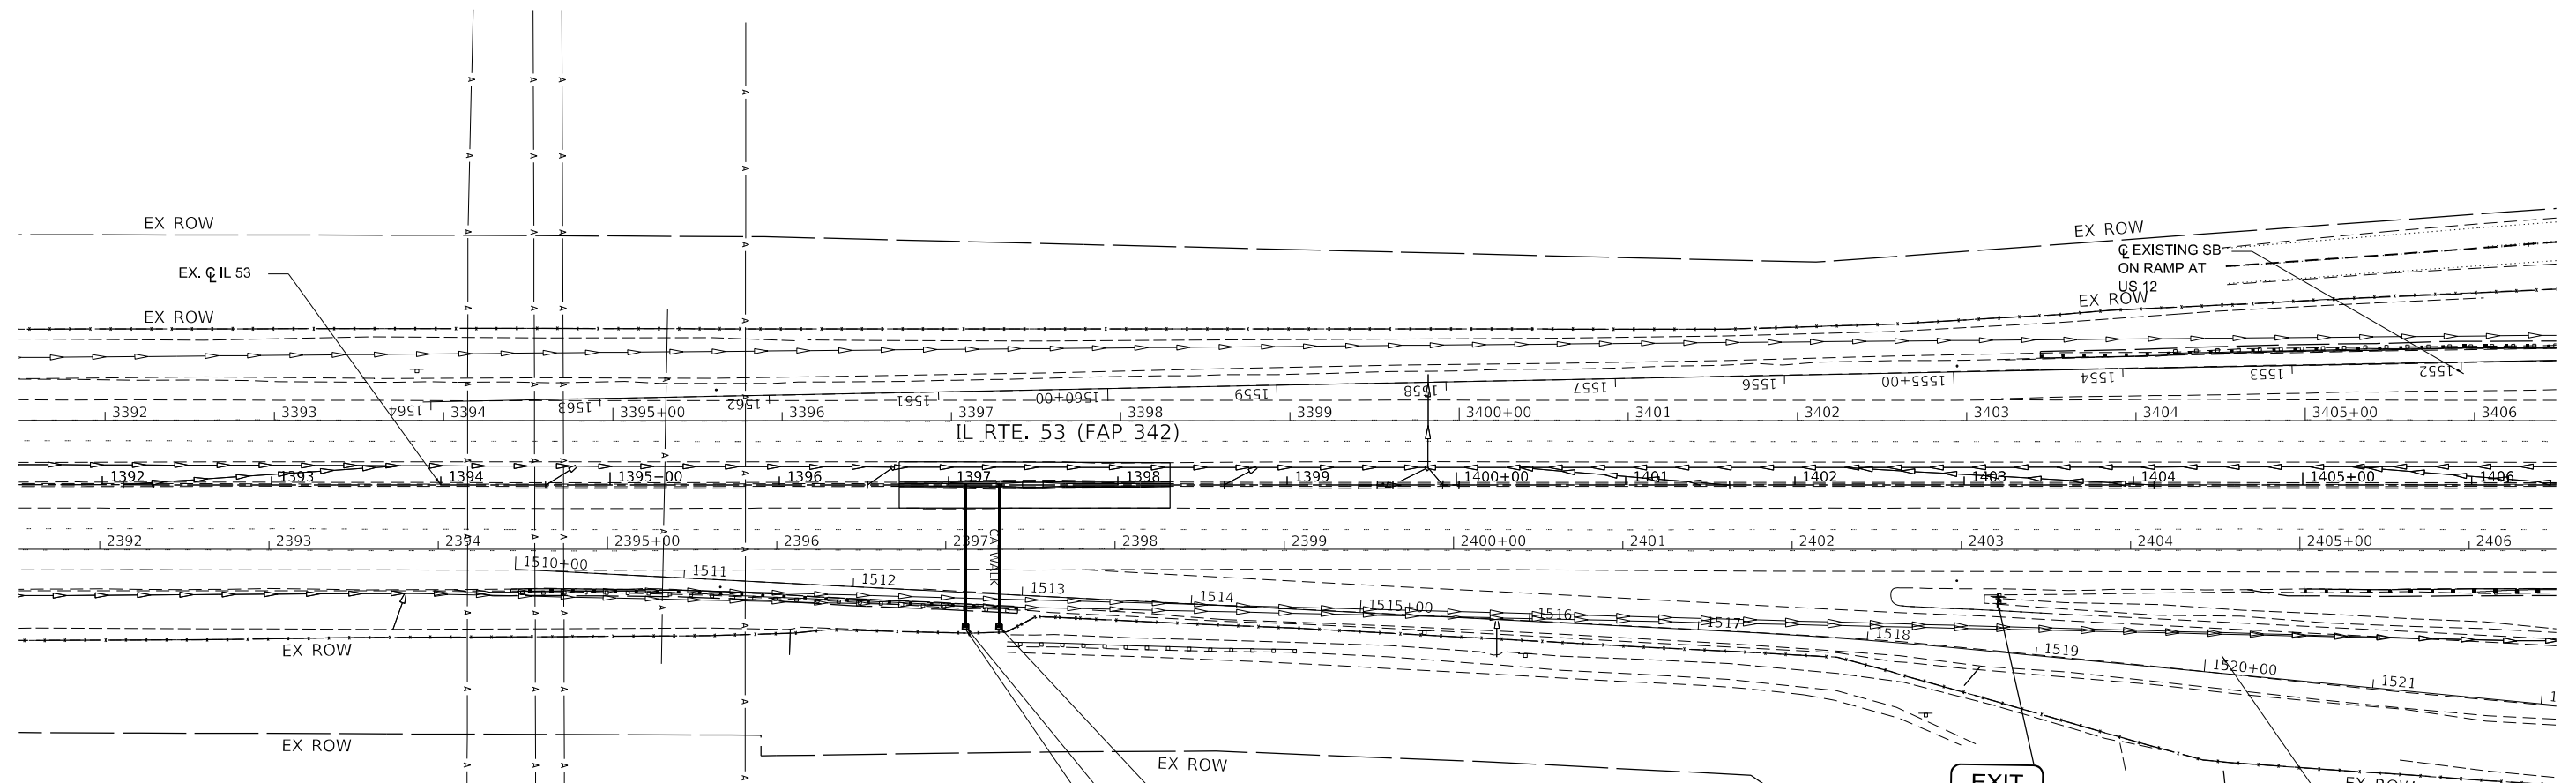 EX ROW
EX ROW
℄ EXISTING SB
ON RAMP AT
US 12
EX. ℄ IL 53
EX ROW
EX ROW
1564 1563 1562 1561 1560+00 1559 1558 1557 1556 1555+00 1554 1553 1552
3392 3393 3394 3395+00 3396 3397 3398 3399 3400+00 3401 3402 3403 3404 3405+00 3406
IL RTE. 53 (FAP 342)
1392 1393 1394 1395+00 1396 1397 1398 1399 1400+00 1401 1402 1403 1404 1405+00 1406
2392 2393 2394 2395+00 2396 2397 2398 2399 2400+00 2401 2402 2403 2404 2405+00 2406
CATWALK
1510+00 1511 1512 1513 1514 1515+00 1516 1517 1518 1519 1520+00 1521
EX ROW
EX ROW
EX ROW
EXIT
EX ROW